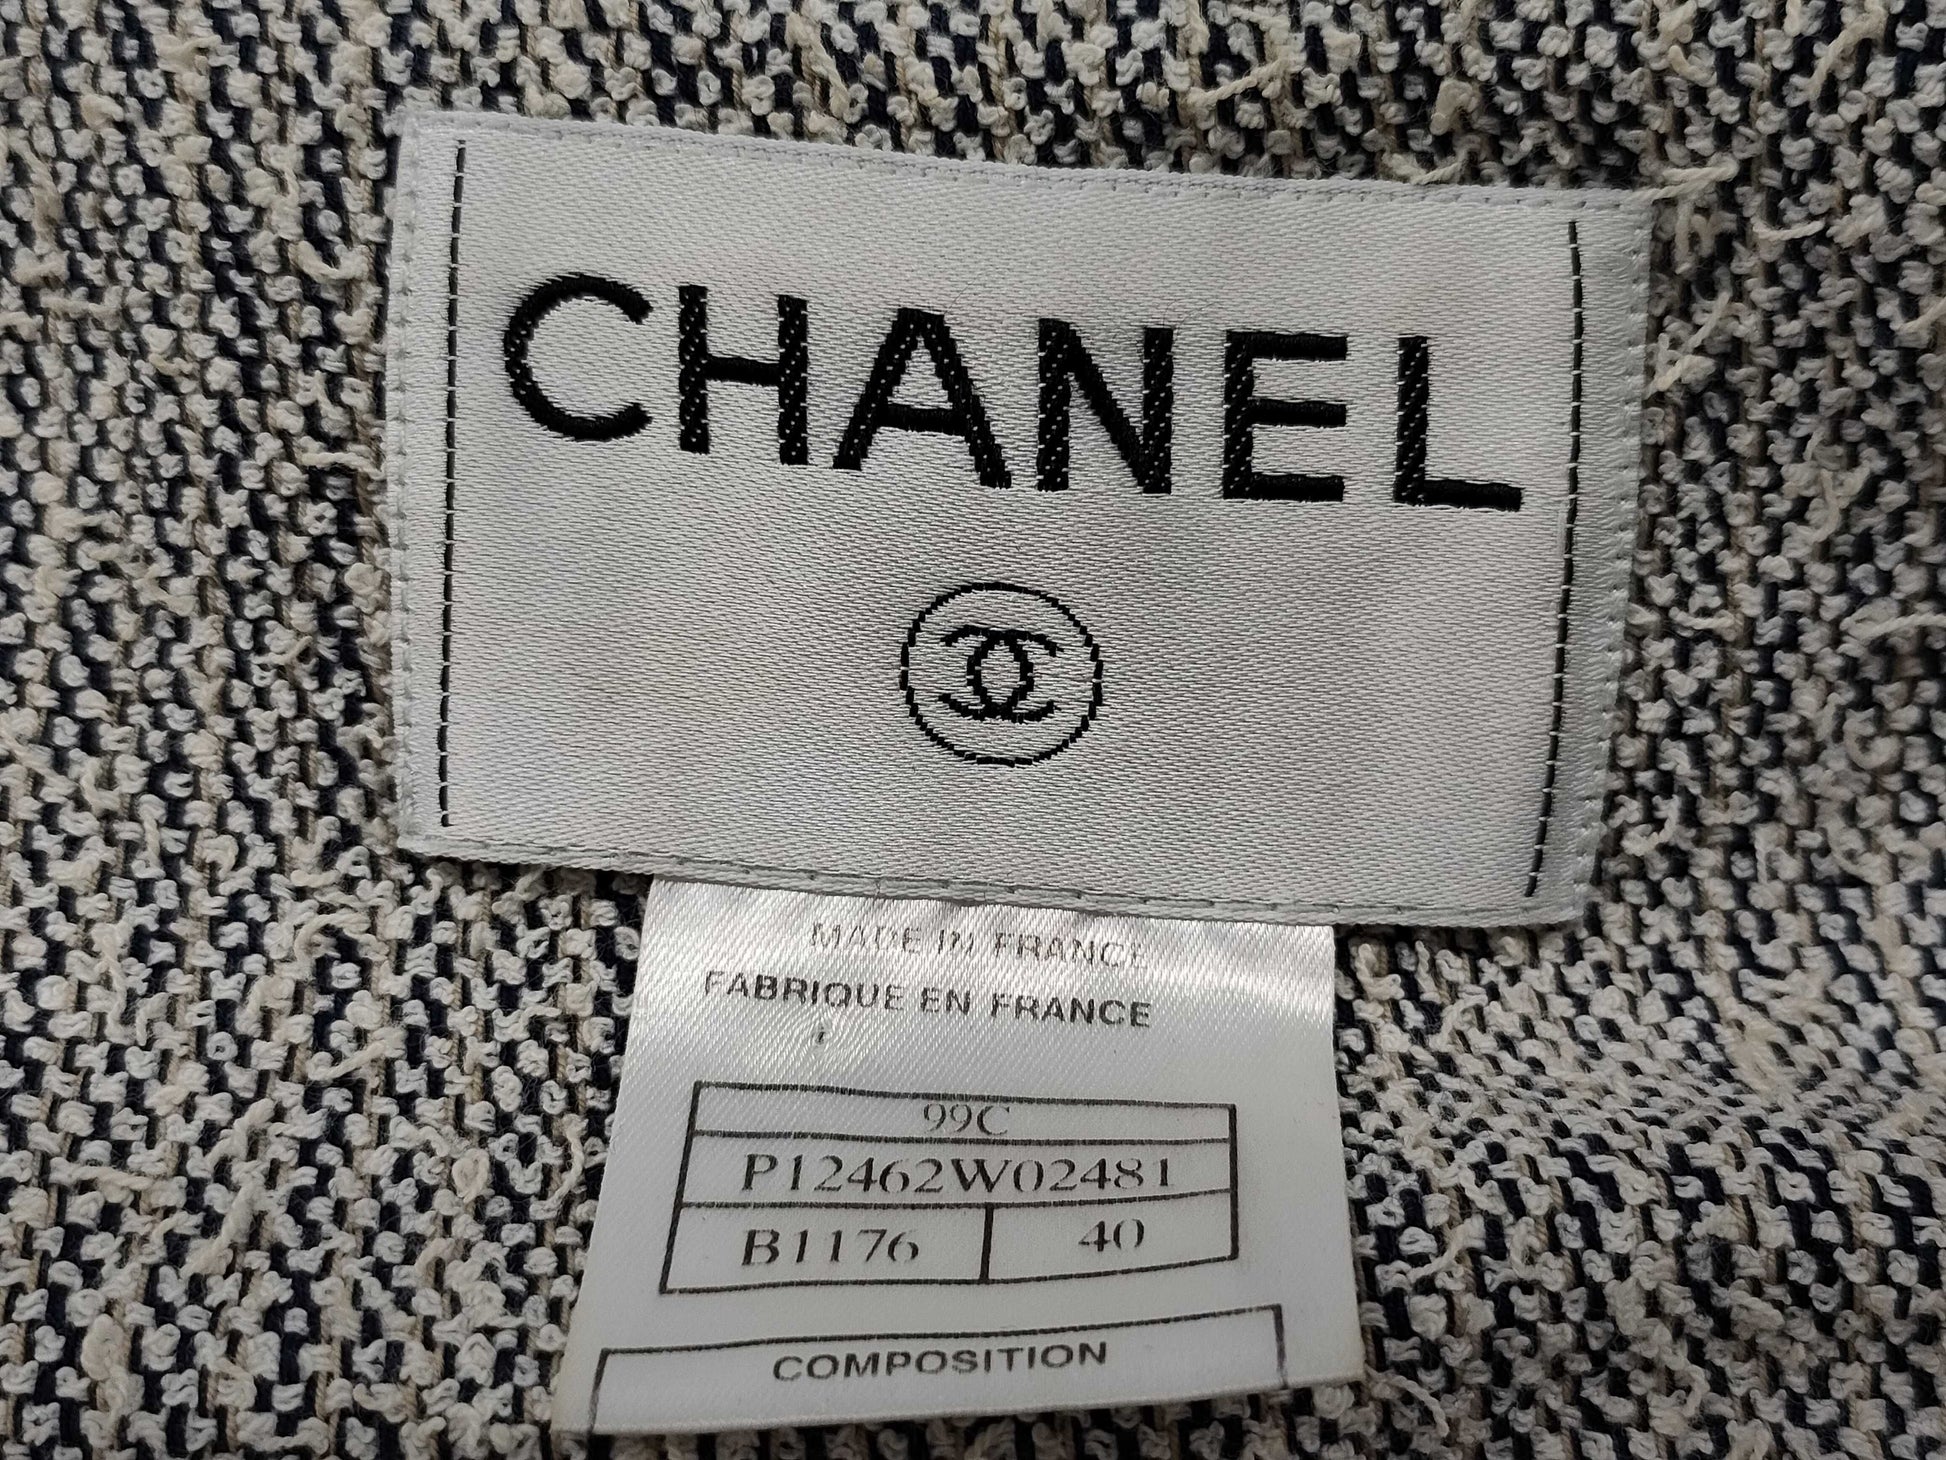 CHANEL
MADE IN FRANCE
FABRIQUE EN FRANCE
99C
P12462W02481
B1176 40
COMPOSITION